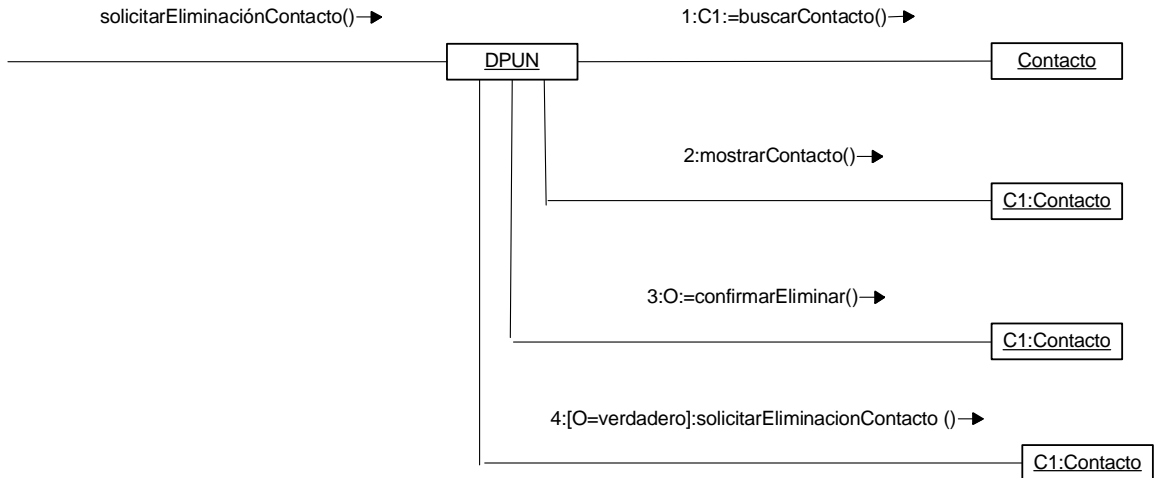 solicitarEliminaciónContacto()
1:C1:=buscarContacto()
DPUN
Contacto
2:mostrarContacto()
C1:Contacto
3:O:=confirmarEliminar()
C1:Contacto
4:[O=verdadero]:solicitarEliminacionContacto ()
C1:Contacto